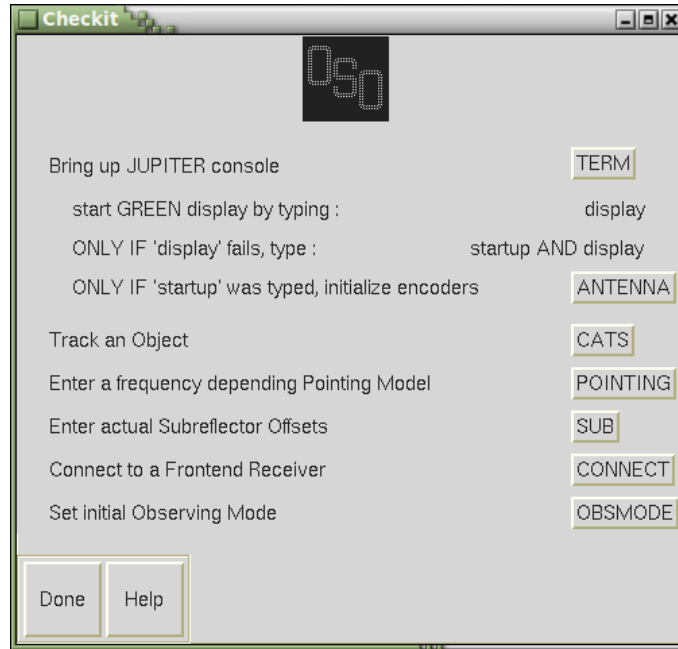 Checkit
OSO
Bring up JUPITER console TERM
start GREEN display by typing : display
ONLY IF 'display' fails, type : startup AND display
ONLY IF 'startup' was typed, initialize encoders ANTENNA
Track an Object CATS
Enter a frequency depending Pointing Model POINTING
Enter actual Subreflector Offsets SUB
Connect to a Frontend Receiver CONNECT
Set initial Observing Mode OBSMODE
Done Help